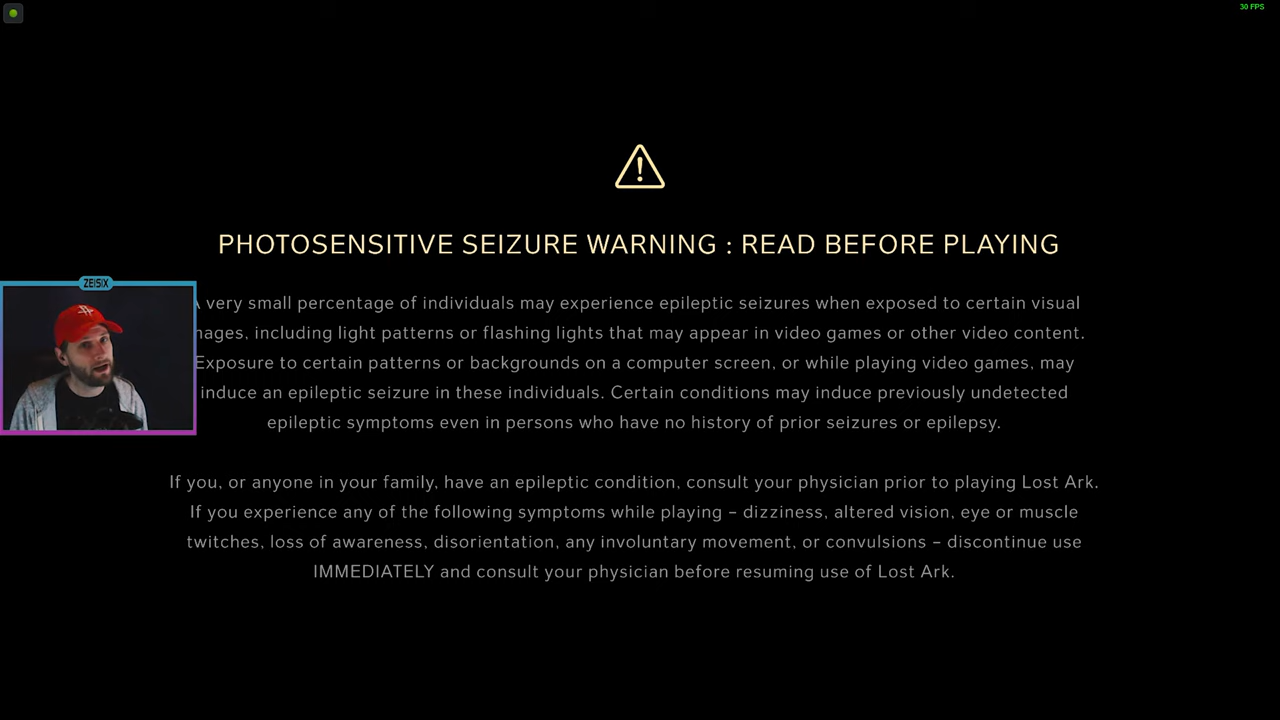 30 FPS
PHOTOSENSITIVE SEIZURE WARNING : READ BEFORE PLAYING
ZEISIX
very small percentage of individuals may experience epileptic seizures when exposed to certain visual
including light patterns or flashing lights that may appear in video games or other video content.
Exposure to certain patterns or backgrounds on a computer screen, or while playing video games, may
induce an epileptic seizure in these individuals. Certain conditions may induce previously undetected
epileptic symptoms even in persons who have no history of prior seizures or epilepsy.
If you, or anyone in your family, have an epileptic condition, consult your physician prior to playing Lost Ark.
If you experience any of the following symptoms while playing – dizziness, altered vision, eye or muscle
twitches, loss of awareness, disorientation, any involuntary movement, or convulsions – discontinue use
IMMEDIATELY and consult your physician before resuming use of Lost Ark.